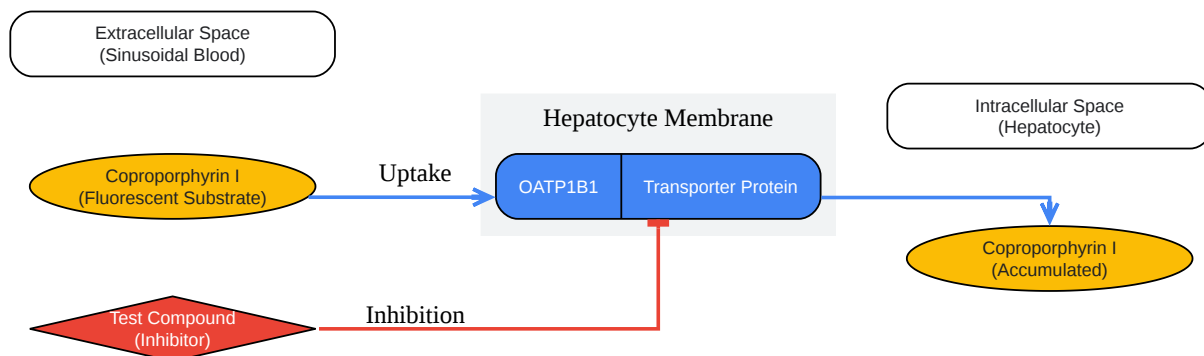 Extracellular Space
(Sinusoidal Blood)
Hepatocyte Membrane
Intracellular Space
(Hepatocyte)
Coproporphyrin I
(Fluorescent Substrate)
Uptake
OATP1B1
Transporter Protein
Coproporphyrin I
(Accumulated)
Test Compound
(Inhibitor)
Inhibition